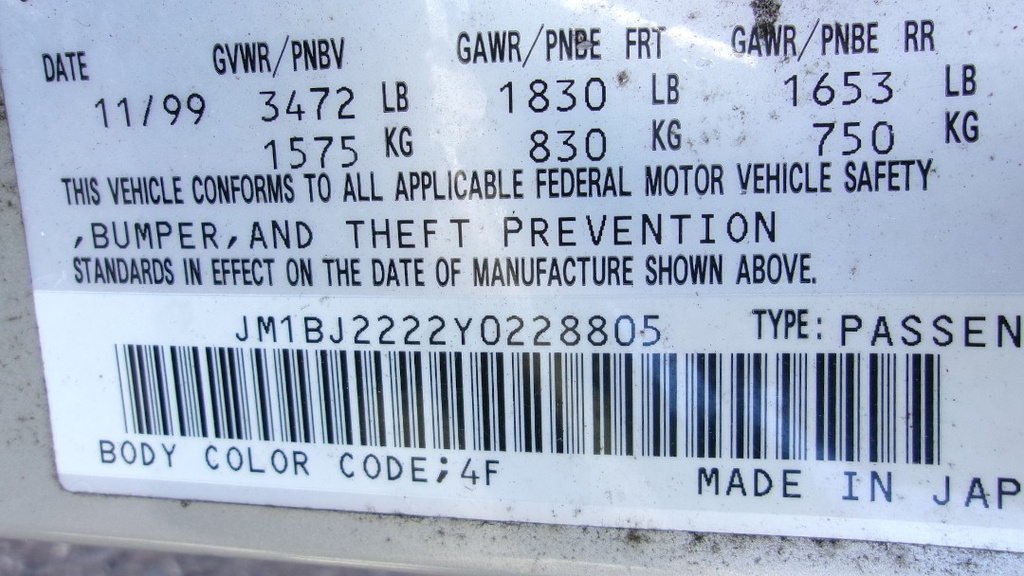 DATE GVWR/PNBV GAWR/PNBE FRT GAWR/PNBE RR
11/99 3472 LB 1830 LB 1653 LB
1575 KG 830 KG 750 KG
THIS VEHICLE CONFORMS TO ALL APPLICABLE FEDERAL MOTOR VEHICLE SAFETY
,BUMPER,AND THEFT PREVENTION
STANDARDS IN EFFECT ON THE DATE OF MANUFACTURE SHOWN ABOVE.
JM1BJ2222Y0228805 TYPE: PASSEN
BODY COLOR CODE;4F MADE IN JAP